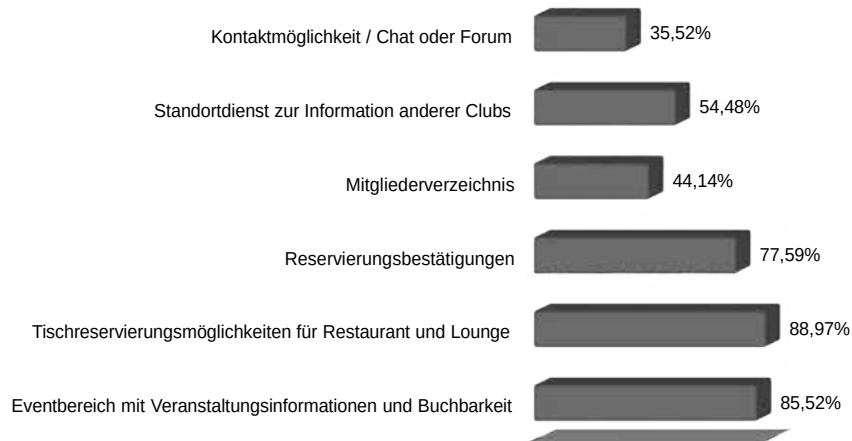 Kontaktmöglichkeit / Chat oder Forum 35,52%
Standortdienst zur Information anderer Clubs 54,48%
Mitgliederverzeichnis 44,14%
Reservierungsbestätigungen 77,59%
Tischreservierungsmöglichkeiten für Restaurant und Lounge 88,97%
Eventbereich mit Veranstaltungsinformationen und Buchbarkeit 85,52%